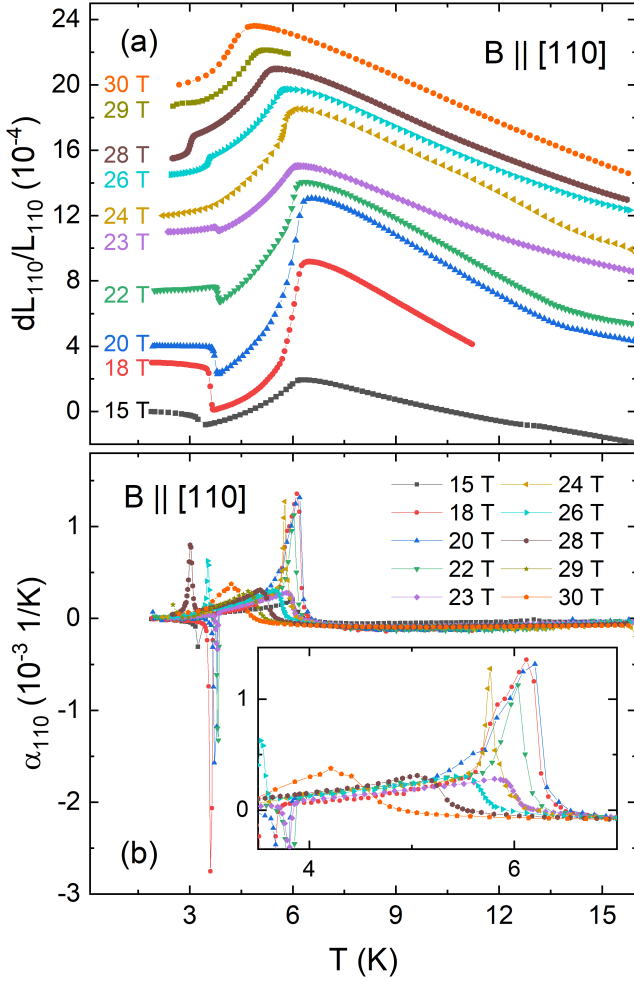 (a)
B || [110]
dL110/L110 (10-4)
24
20
16
12
8
4
0
30 T
29 T
28 T
26 T
24 T
23 T
22 T
20 T
18 T
15 T
B || [110]
15 T 24 T
18 T 26 T
20 T 28 T
22 T 29 T
23 T 30 T
α110 (10-3 1/K)
1
0
-1
-2
-3
1
0
4 6
(b)
3 6 9 12 15
T (K)